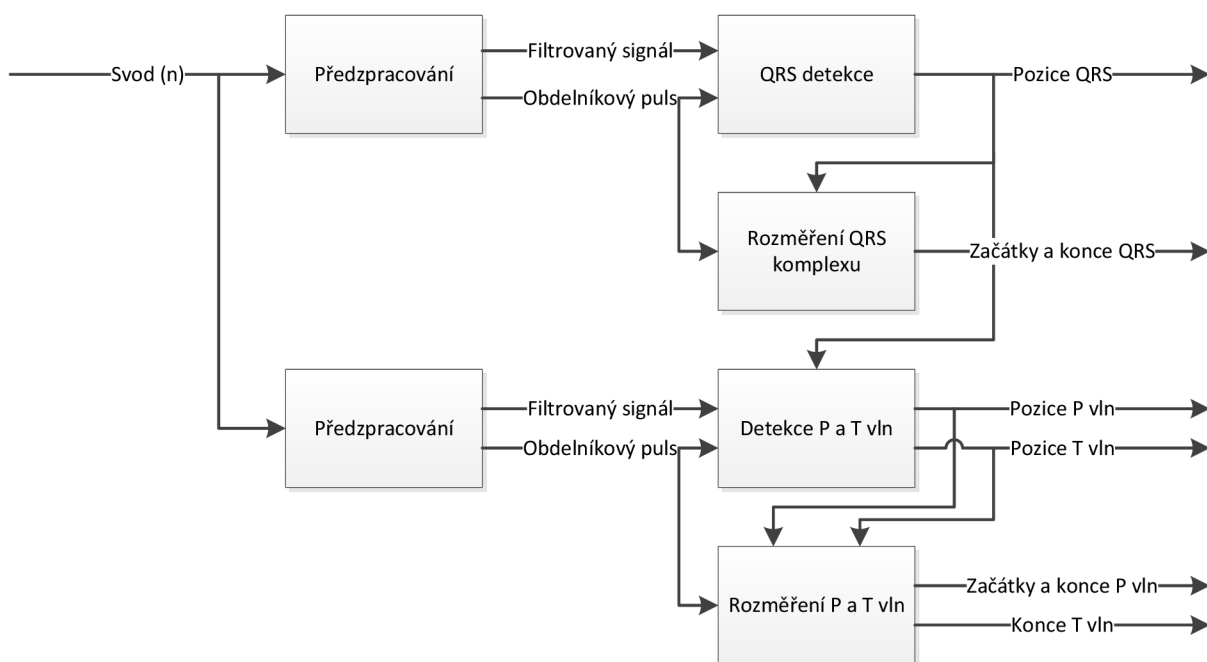 Svod (n)
Předzpracování
Filtrovaný signál
Obdelníkový puls
QRS detekce
Pozice QRS
Rozměření QRS
komplexu
Začátky a konce QRS
Předzpracování
Filtrovaný signál
Obdelníkový puls
Detekce P a T vln
Pozice P vln
Pozice T vln
Rozměření P a T vln
Začátky a konce P vln
Konce T vln